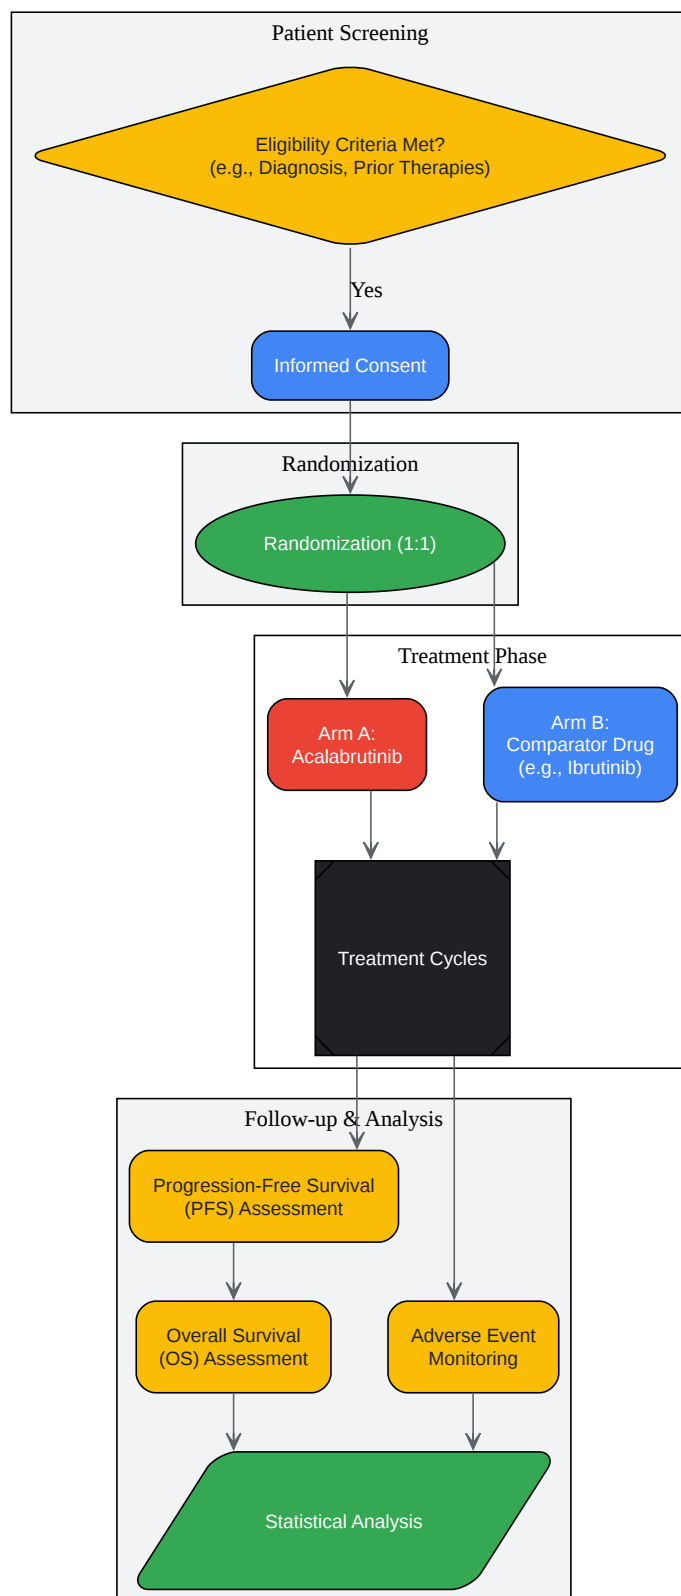 Patient Screening
Eligibility Criteria Met?
(e.g., Diagnosis, Prior Therapies)
Yes
Informed Consent
Randomization
Randomization (1:1)
Treatment Phase
Arm A:
Acalabrutinib
Arm B:
Comparator Drug
(e.g., Ibrutinib)
Treatment Cycles
Follow-up & Analysis
Progression-Free Survival
(PFS) Assessment
Overall Survival
(OS) Assessment
Adverse Event
Monitoring
Statistical Analysis